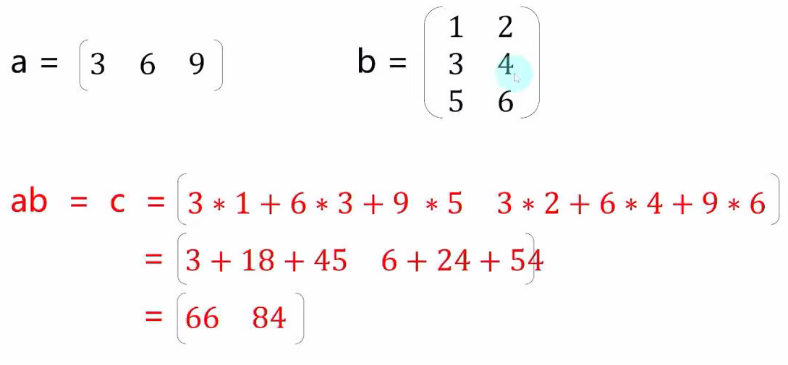 a = (3 6 9)
b = (1 2
3 4
5 6)
ab = c = (3 * 1 + 6 * 3 + 9 * 5 3 * 2 + 6 * 4 + 9 * 6)
= (3 + 18 + 45 6 + 24 + 54)
= (66 84)